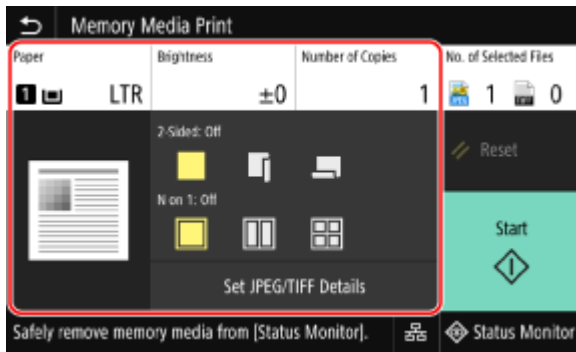 Memory Media Print
Paper
Brightness
Number of Copies
No. of Selected Files
1 LTR
±0
1
1
0
2-Sided: Off
Reset
N on 1: Off
Start
Set JPEG/TIFF Details
Safely remove memory media from [Status Monitor].
Status Monitor